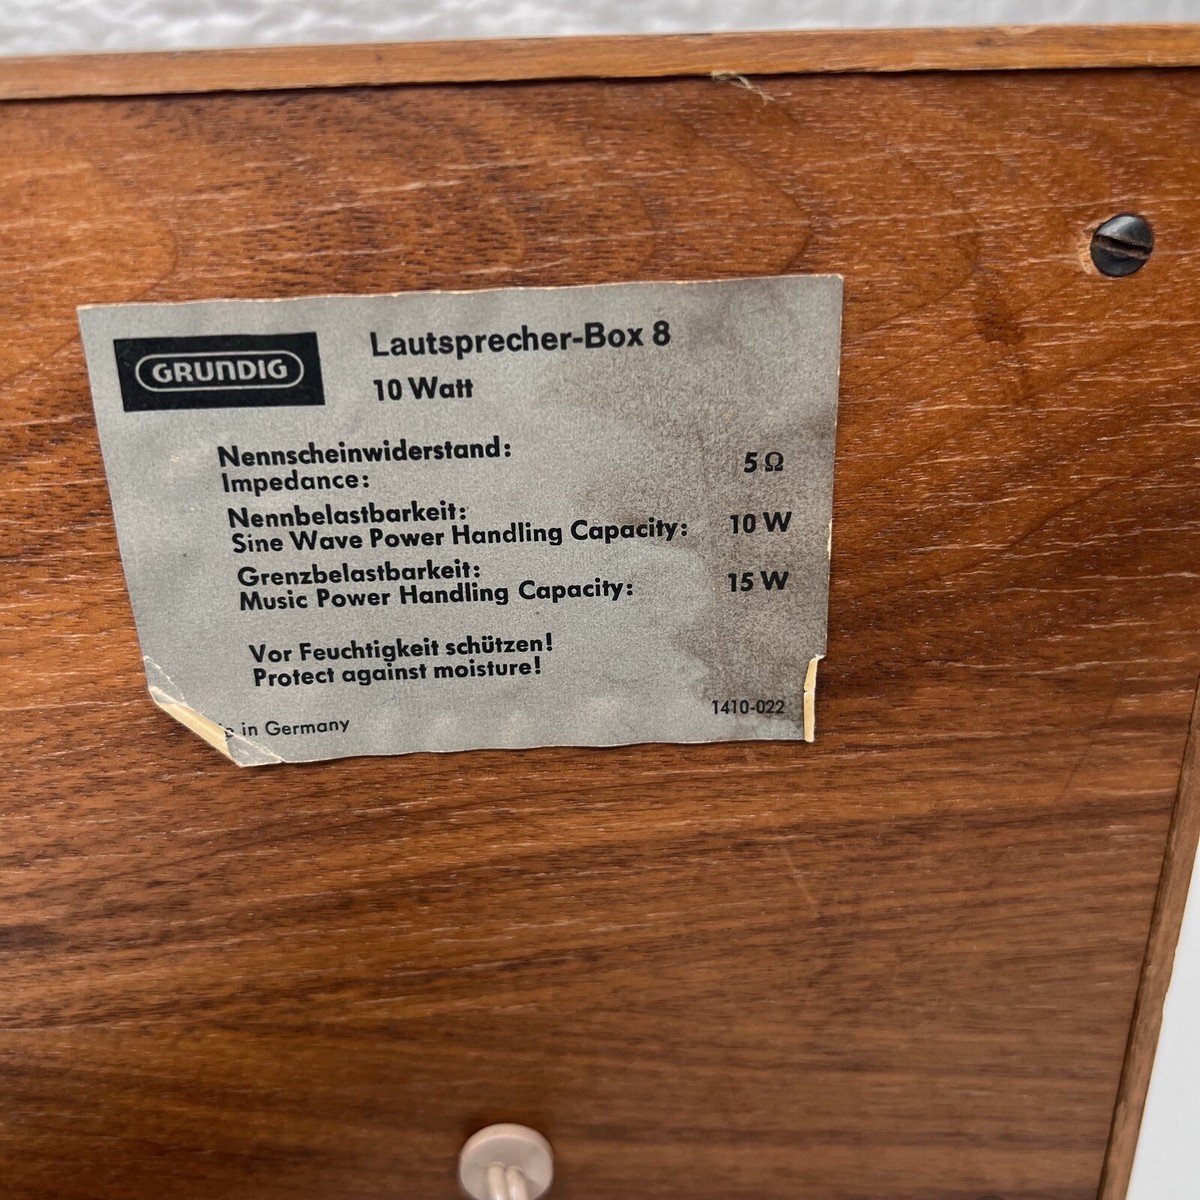 GRUNDIG
Lautsprecher-Box 8
10 Watt
Nennscheinwiderstand:
Impedance: 5 Ω
Nennbelastbarkeit:
Sine Wave Power Handling Capacity: 10 W
Grenzbelastbarkeit:
Music Power Handling Capacity: 15 W
Vor Feuchtigkeit schützen!
Protect against moisture!
in Germany
1410-022